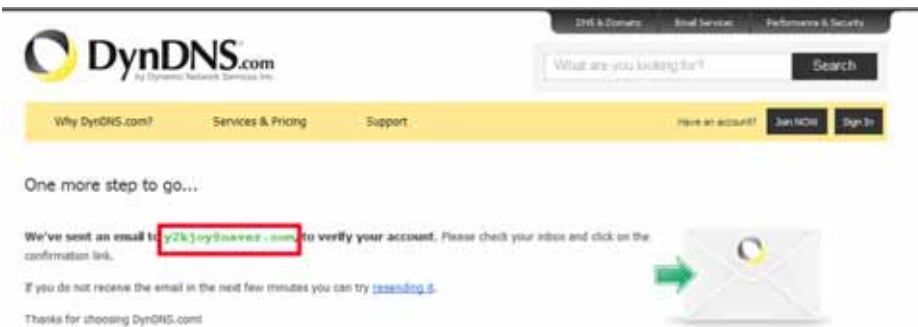 DNS & Domains Email Services Performance & Security
DynDNS.com
by Dynamic Network Services Inc.
What are you looking for? Search
Why DynDNS.com? Services & Pricing Support Have an account? Join NOW Sign In
One more step to go...
We've sent an email to y2kjoy@naver.com, to verify your account. Please check your inbox and click on the
confirmation link.
If you do not receive the email in the next few minutes you can try resending it.
Thanks for choosing DynDNS.com!